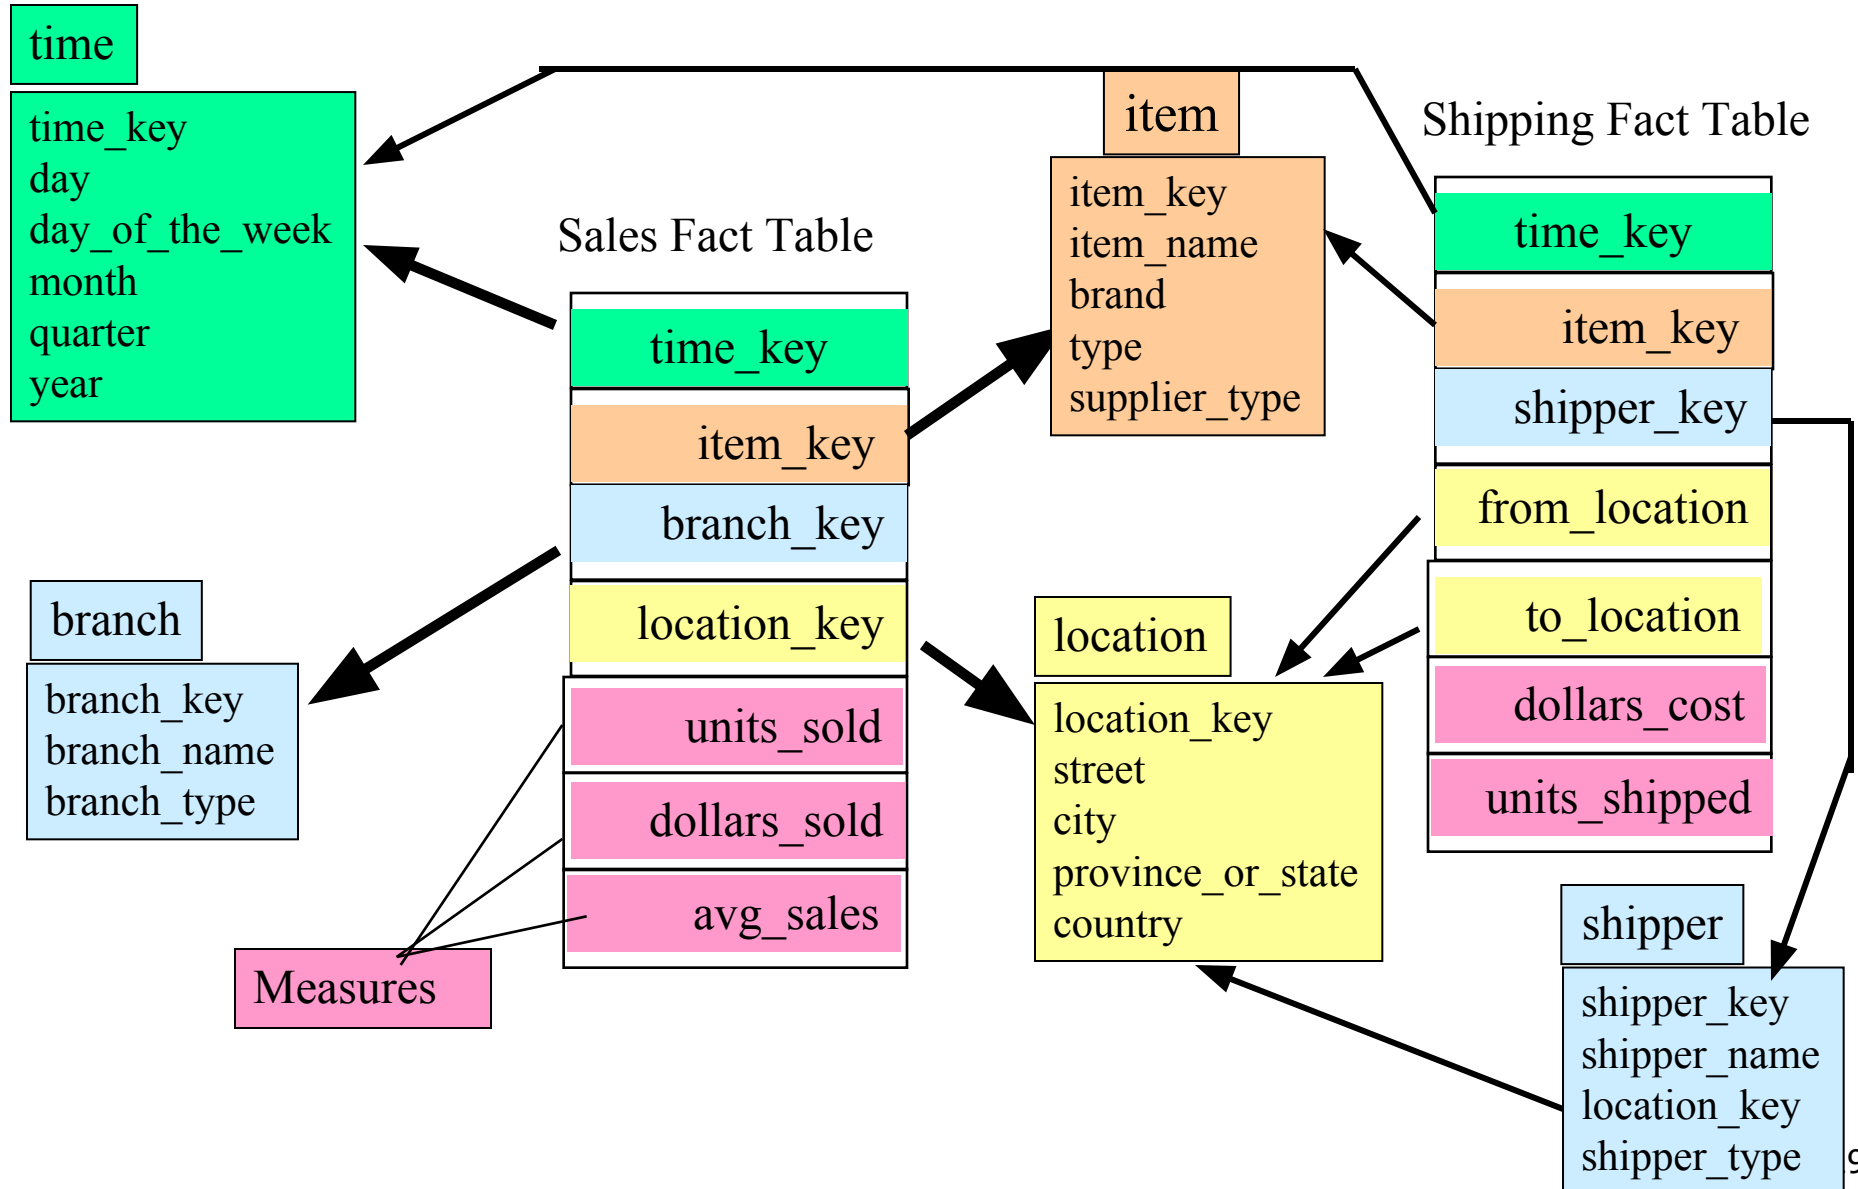 time
time_key
day
day_of_the_week
month
quarter
year
Sales Fact Table
time_key
item_key
branch_key
location_key
units_sold
dollars_sold
avg_sales
Measures
branch
branch_key
branch_name
branch_type
item
item_key
item_name
brand
type
supplier_type
location
location_key
street
city
province_or_state
country
Shipping Fact Table
time_key
item_key
shipper_key
from_location
to_location
dollars_cost
units_shipped
shipper
shipper_key
shipper_name
location_key
shipper_type
9